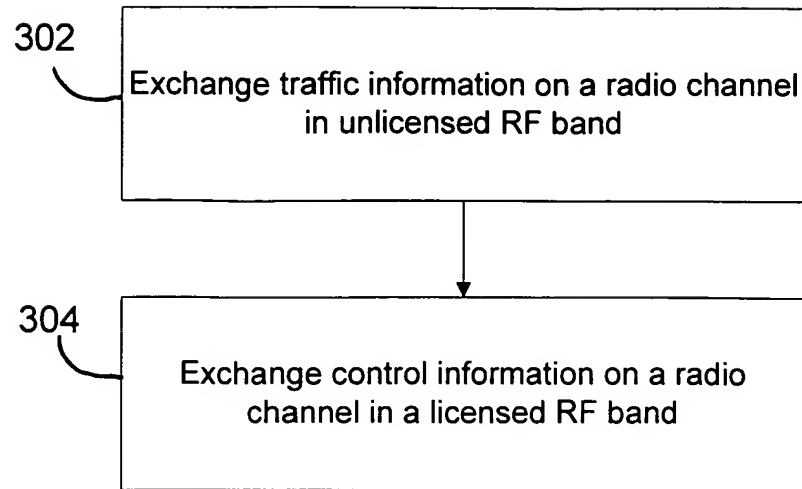 302
Exchange traffic information on a radio channel
in unlicensed RF band
304
Exchange control information on a radio
channel in a licensed RF band